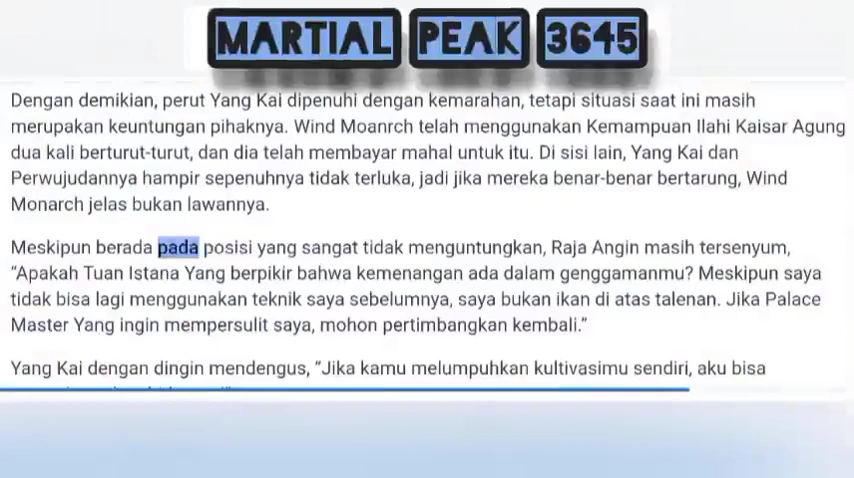 MARTIAL PEAK 3645
Dengan demikian, perut Yang Kai dipenuhi dengan kemarahan, tetapi situasi saat ini masih
merupakan keuntungan pihaknya. Wind Moanrch telah menggunakan Kemampuan Ilahi Kaisar Agung
dua kali berturut-turut, dan dia telah membayar mahal untuk itu. Di sisi lain, Yang Kai dan
Perwujudannya hampir sepenuhnya tidak terluka, jadi jika mereka benar-benar bertarung, Wind
Monarch jelas bukan lawannya.
Meskipun berada pada posisi yang sangat tidak menguntungkan, Raja Angin masih tersenyum,
“Apakah Tuan Istana Yang berpikir bahwa kemenangan ada dalam genggamanmu? Meskipun saya
tidak bisa lagi menggunakan teknik saya sebelumnya, saya bukan ikan di atas talenan. Jika Palace
Master Yang ingin mempersulit saya, mohon pertimbangkan kembali.”
Yang Kai dengan dingin mendengus, “Jika kamu melumpuhkan kultivasimu sendiri, aku bisa